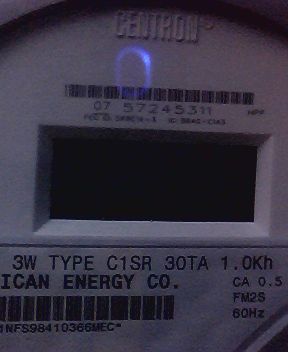 CENTRON
07 57245311
3W TYPE C1SR 30TA 1.0Kh
ICAN ENERGY CO. CA 0.5
FM2S
60Hz
1NFS98410366MEC*